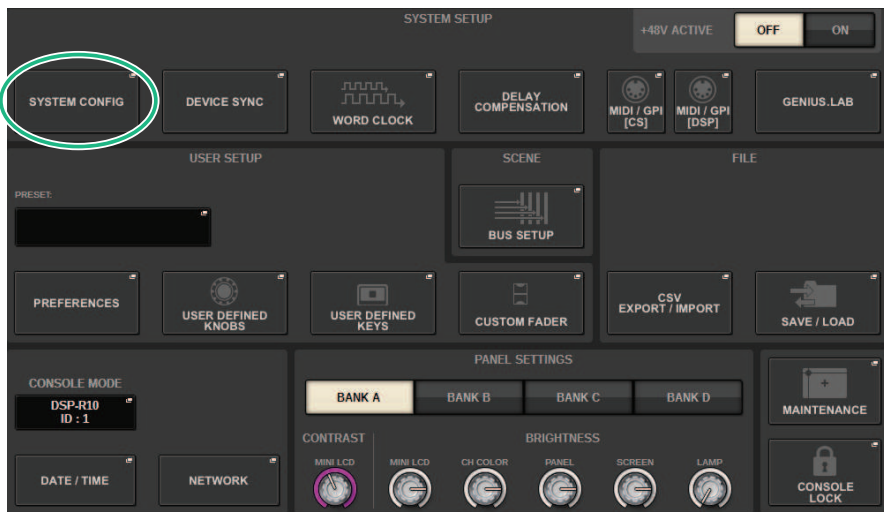 SYSTEM SETUP
+48V ACTIVE
OFF
ON
SYSTEM CONFIG
DEVICE SYNC
WORD CLOCK
DELAY
COMPENSATION
MIDI / GPI
[CS]
MIDI / GPI
[DSP]
GENIUS.LAB
USER SETUP
SCENE
FILE
PRESET:
BUS SETUP
PREFERENCES
USER DEFINED
KNOBS
USER DEFINED
KEYS
CUSTOM FADER
CSV
EXPORT / IMPORT
SAVE / LOAD
CONSOLE MODE
DSP-R10
ID : 1
PANEL SETTINGS
BANK A
BANK B
BANK C
BANK D
MAINTENANCE
CONTRAST
BRIGHTNESS
MINI LCD
MINI LCD
CH COLOR
PANEL
SCREEN
LAMP
DATE / TIME
NETWORK
CONSOLE
LOCK